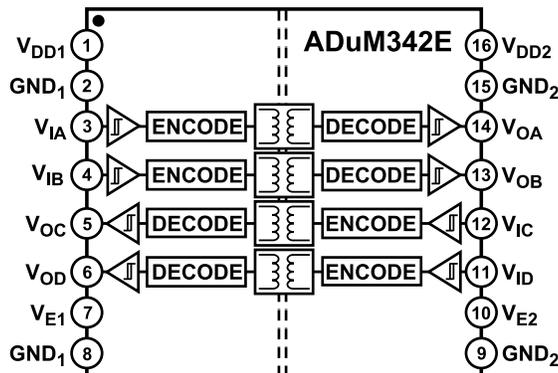 ADuM342E
VDD1 1 16 VDD2
GND1 2 15 GND2
VIA 3 ENCODE DECODE 14 VOA
VIB 4 ENCODE DECODE 13 VOB
VOC 5 DECODE ENCODE 12 VIC
VOD 6 DECODE ENCODE 11 VID
VE1 7 10 VE2
GND1 8 9 GND2